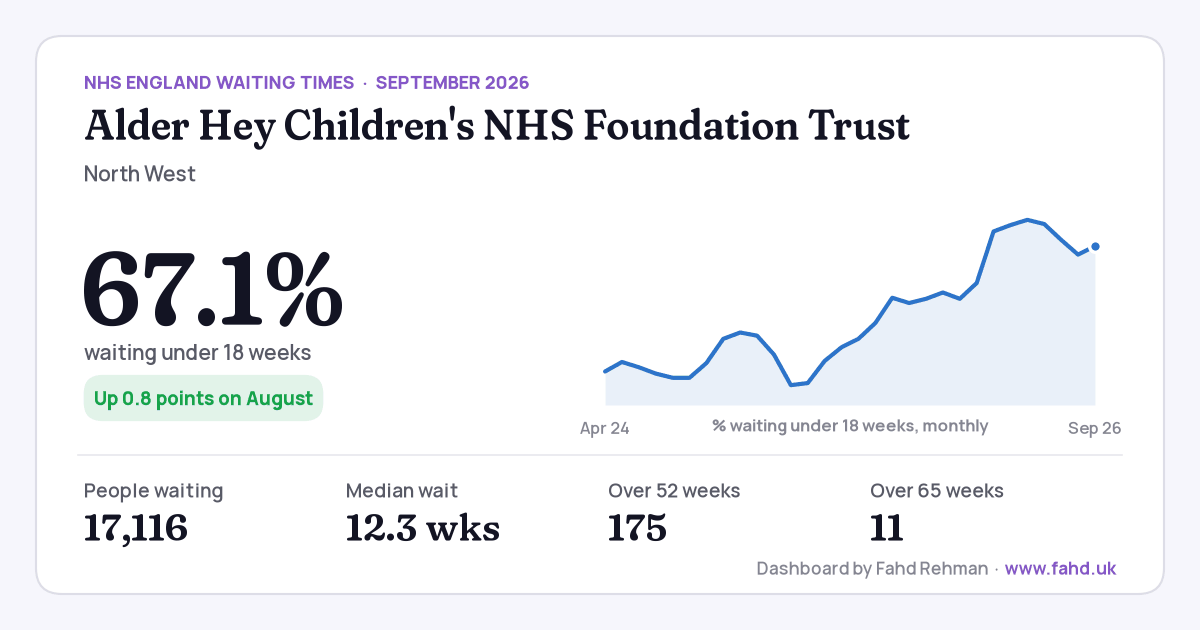 NHS ENGLAND WAITING TIMES · SEPTEMBER 2026
Alder Hey Children's NHS Foundation Trust
North West
67.1%
waiting under 18 weeks
Up 0.8 points on August
Apr 24
% waiting under 18 weeks, monthly
Sep 26
People waiting
17,116
Median wait
12.3 wks
Over 52 weeks
175
Over 65 weeks
11
Dashboard by Fahd Rehman · www.fahd.uk